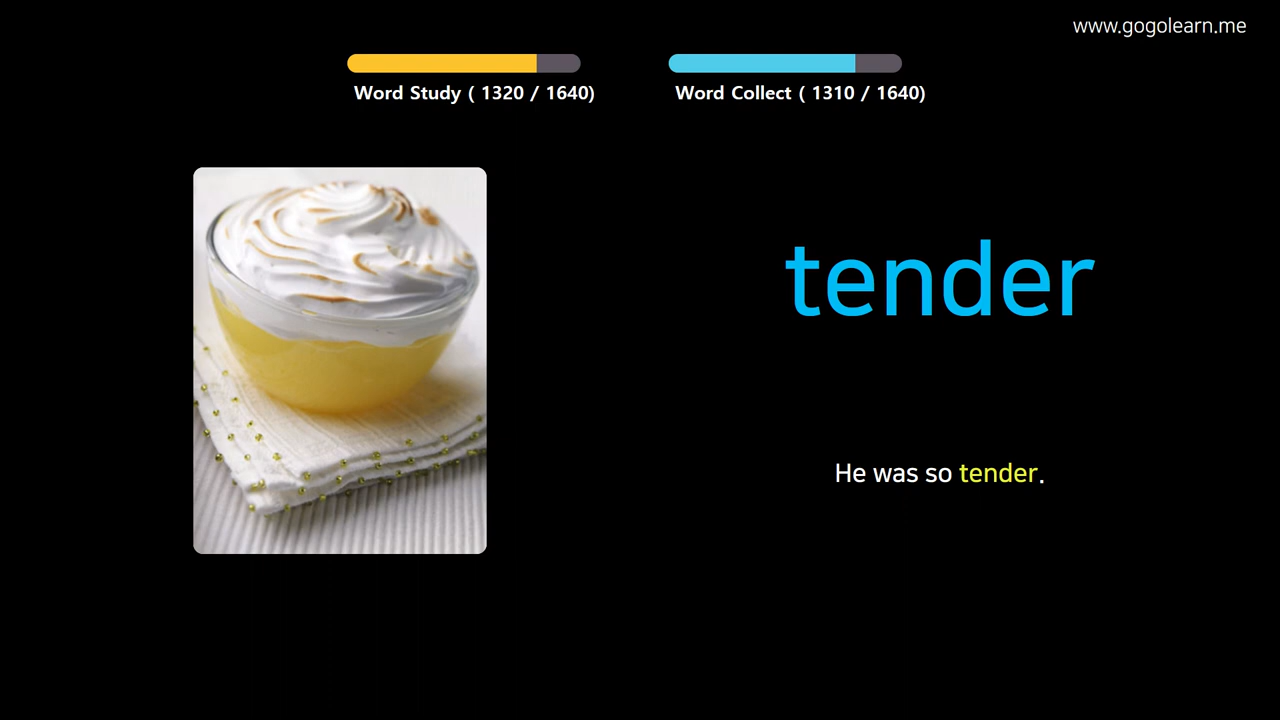 www.gogolearn.me
Word Study ( 1320 / 1640)
Word Collect ( 1310 / 1640)
tender
He was so tender.